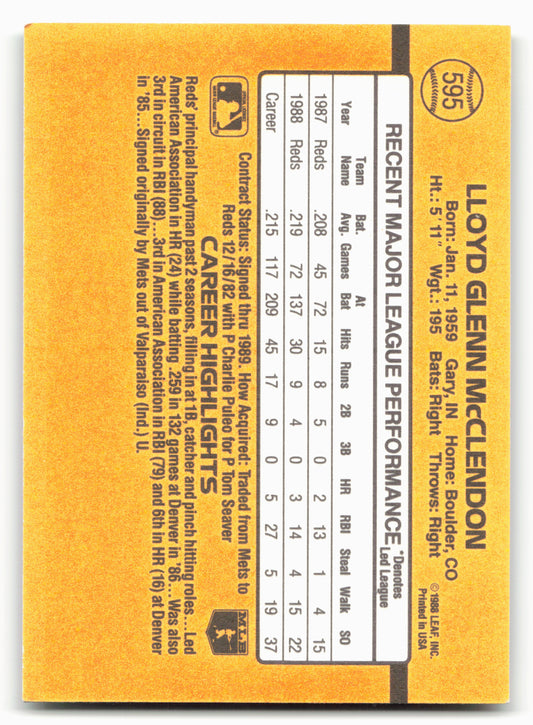 595
LLOYD GLENN McCLENDON
Born: Jan. 11, 1959 Gary, IN Home: Boulder, CO
Ht.: 5'11" Wgt.: 195 Bats: Right Throws: Right
©1988 LEAF, INC.
Printed in USA
RECENT MAJOR LEAGUE PERFORMANCE *Denotes Led League
Year Team Name Bat. Avg. Games At Bat Hits Runs 2B 3B HR RBI Steal Walk SO
1987 Reds .208 45 72 15 8 5 0 2 13 1 4 15
1988 Reds .219 72 137 30 9 4 0 3 14 4 15 22
Career .215 117 209 45 17 9 0 5 27 5 19 37
Contract Status: Signed thru 1989. How Acquired: Traded from Mets to
Reds 12/16/82 with P Charlie Puleo for P Tom Seaver
MLB
CAREER HIGHLIGHTS
Reds' principal handyman past 2 seasons, filling in at 1B, catcher and pinch hitting roles...Led
American Association in HR (24) while batting .259 in 132 games at Denver in '86...Was also
3rd in circuit in RBI (88)...3rd in American Association in RBI (79) and 6th in HR (16) at Denver
in '85...Signed originally by Mets out of Valparaiso (Ind.) U.